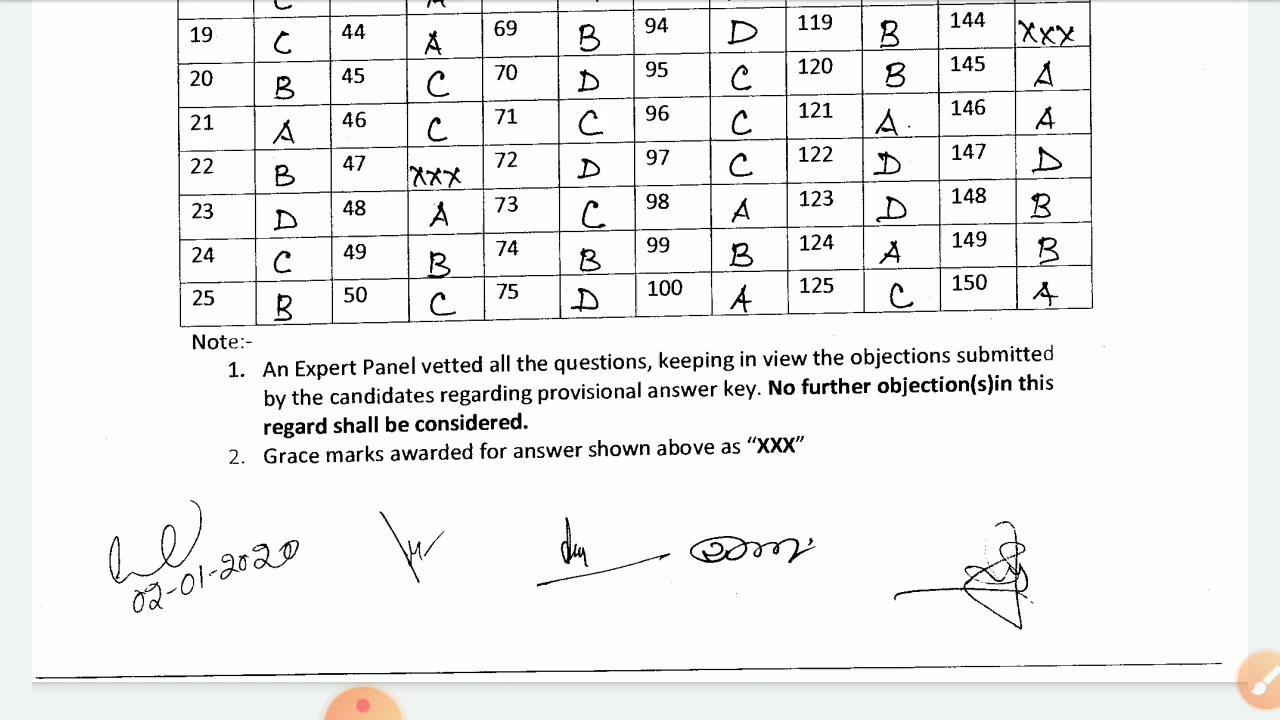 C A
19 C 44 A 69 B 94 D 119 B 144 XXX
20 B 45 C 70 D 95 C 120 B 145 A
21 A 46 C 71 C 96 C 121 A. 146 A
22 B 47 XXX 72 D 97 C 122 D 147 D
23 D 48 A 73 C 98 A 123 D 148 B
24 C 49 B 74 B 99 B 124 A 149 B
25 B 50 C 75 D 100 A 125 C 150 A
Note:-
1. An Expert Panel vetted all the questions, keeping in view the objections submitted
by the candidates regarding provisional answer key. No further objection(s)in this
regard shall be considered.
2. Grace marks awarded for answer shown above as “XXX”
02-01-2020